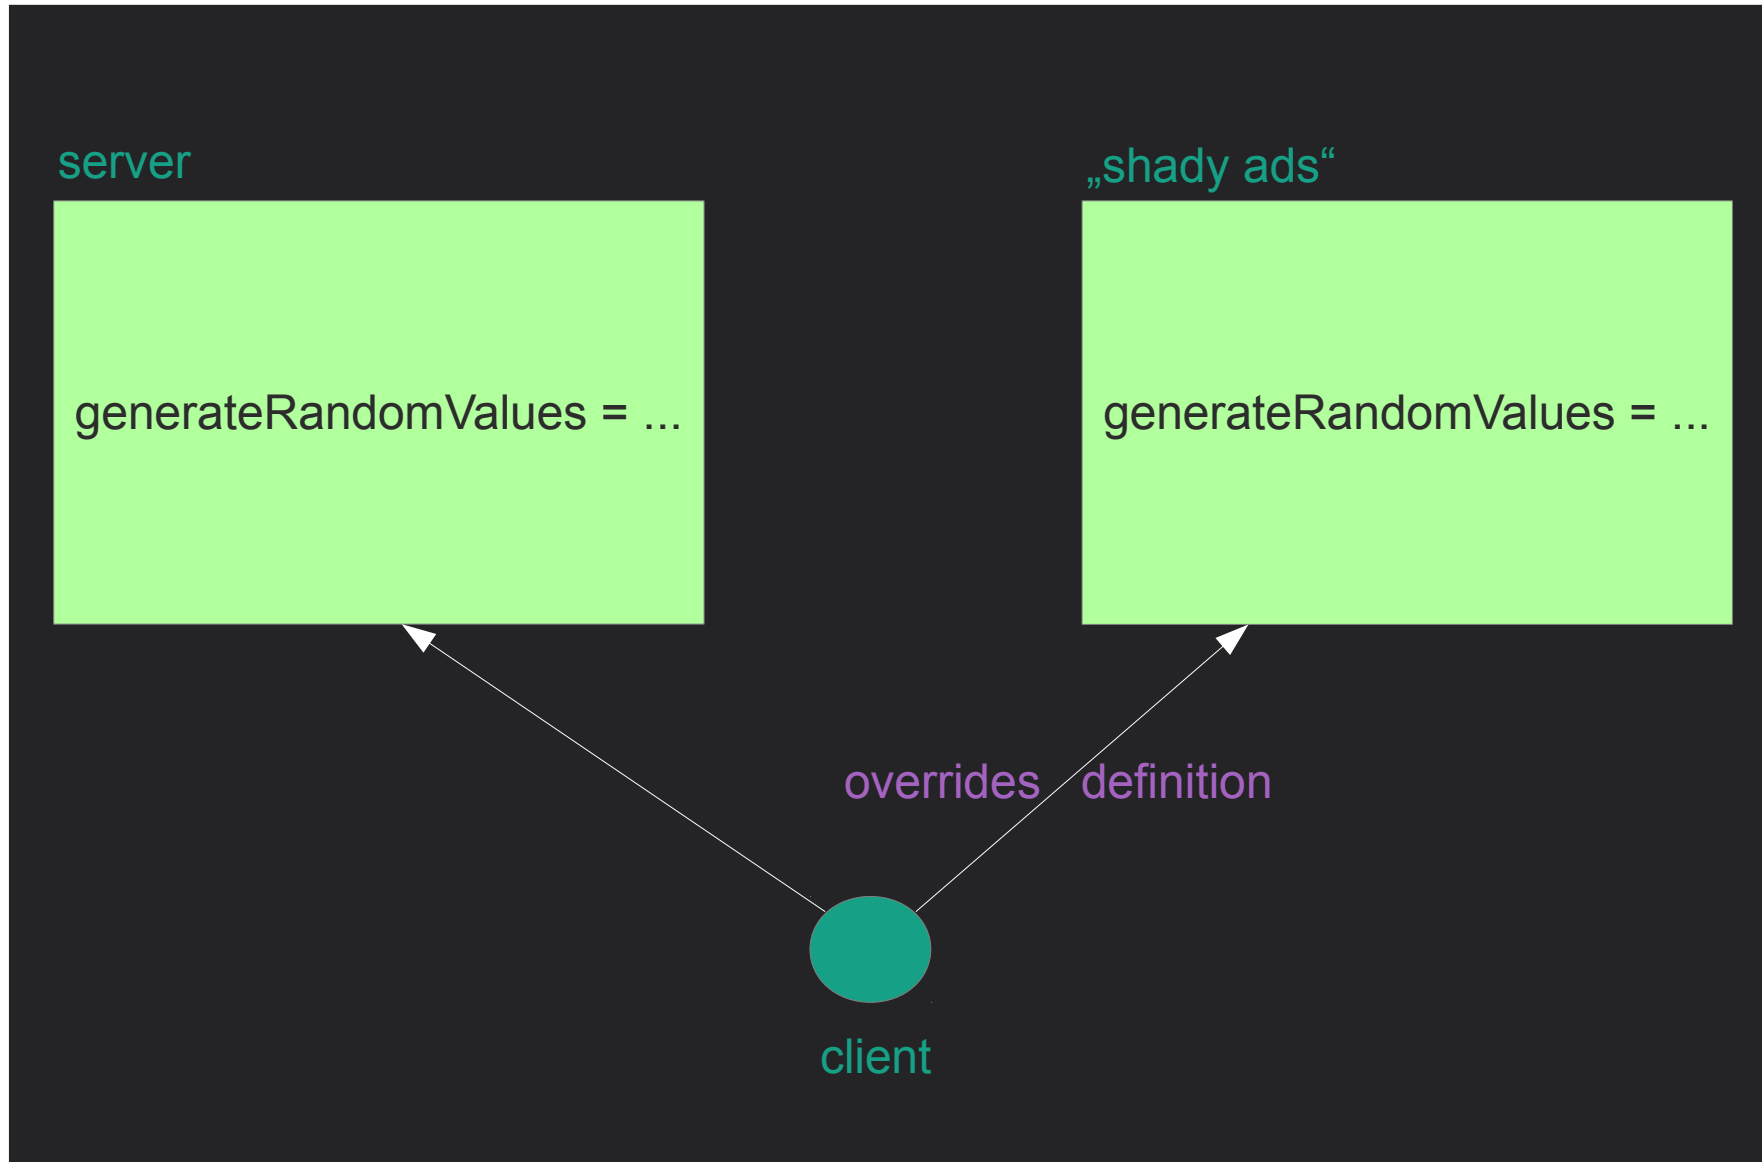 server
„shady ads“
generateRandomValues = ...
generateRandomValues = ...
overrides definition
client